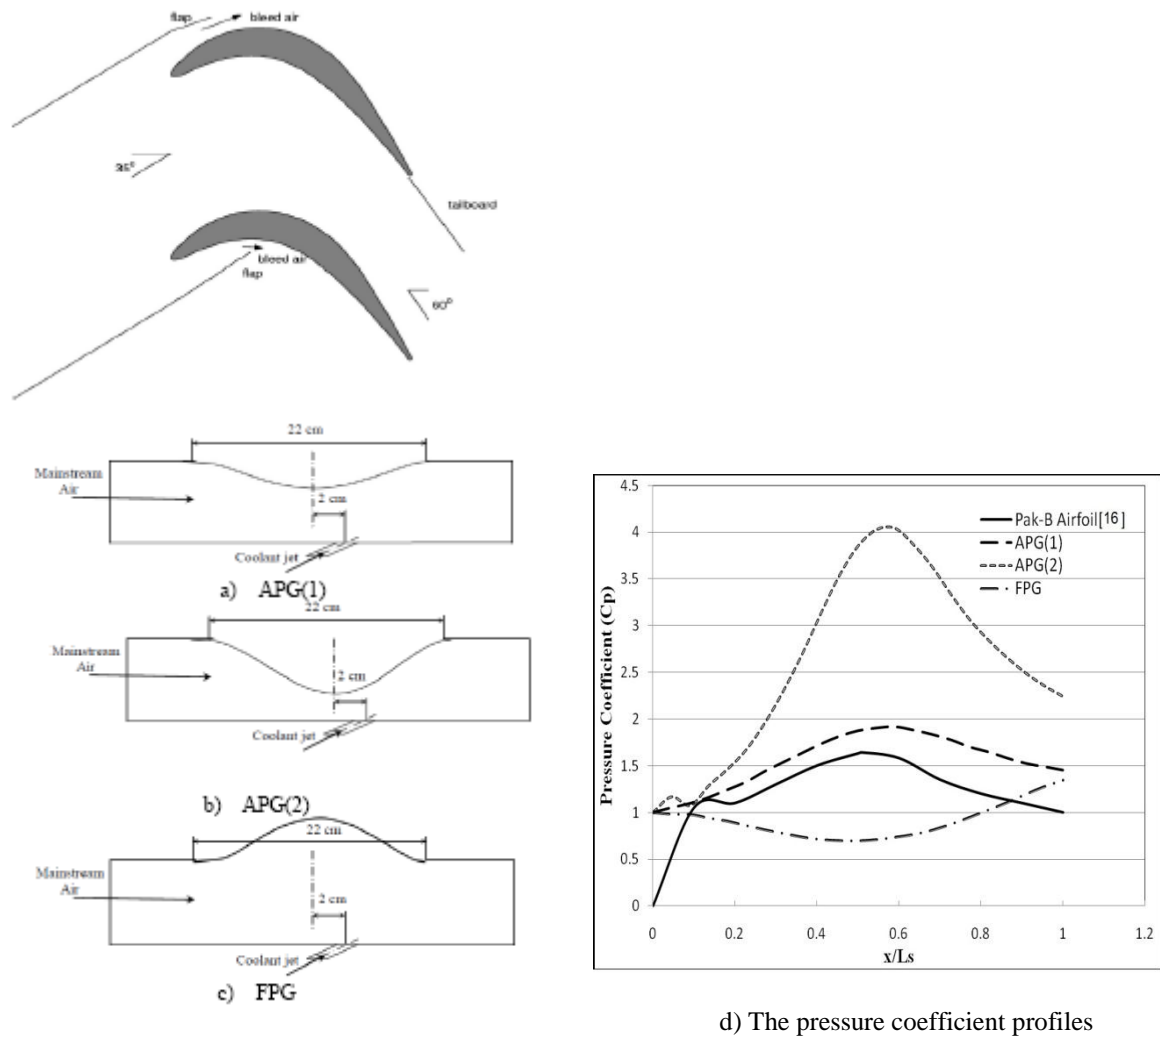 flap
bleed air
36⁰
tailboard
bleed air
flap
60⁰
22 cm
Mainstream
Air
2 cm
Coolant jet
a) APG(1)
22 cm
Mainstream
Air
2 cm
Coolant jet
b) APG(2)
22 cm
Mainstream
Air
2 cm
Coolant jet
c) FPG
Pressure Coefficient (Cp)
4.5
4
3.5
3
2.5
2
1.5
1
0.5
0
Pak-B Airfoil[16]
APG(1)
APG(2)
FPG
0
0.2
0.4
0.6
0.8
1
1.2
x/Ls
d) The pressure coefficient profiles